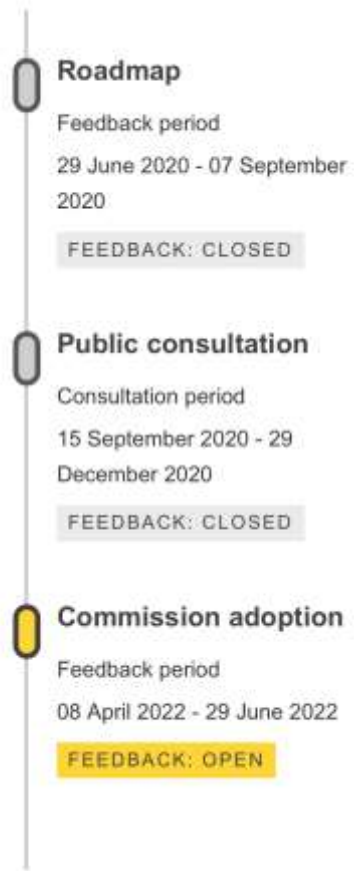 Roadmap
Feedback period
29 June 2020 - 07 September
2020
FEEDBACK: CLOSED
Public consultation
Consultation period
15 September 2020 - 29
December 2020
FEEDBACK: CLOSED
Commission adoption
Feedback period
08 April 2022 - 29 June 2022
FEEDBACK: OPEN